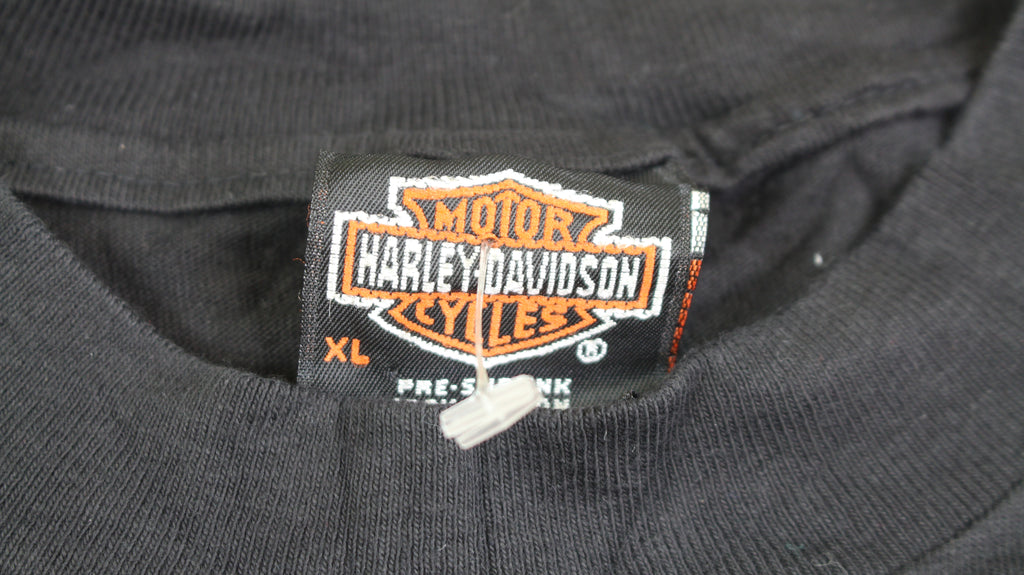 MOTOR
HARLEY-DAVIDSON
CYCLES
®
XL
PRE-SHRUNK